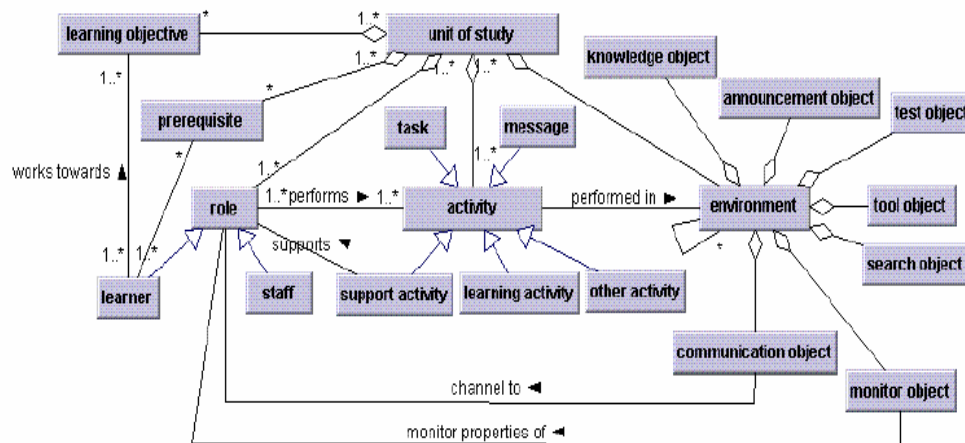 learning objective
*
1..*
unit of study
1..*
1..*
1..*
1..*
1..*
knowledge object
announcement object
test object
*
prerequisite
task
message
*
works towards ▲
1..*
1..*
role
1..* performs ►
1..*
activity
performed in ►
environment
tool object
*
supports
search object
1..*
1..*
learner
staff
support activity
learning activity
other activity
communication object
channel to ◄
monitor object
monitor properties of ◄